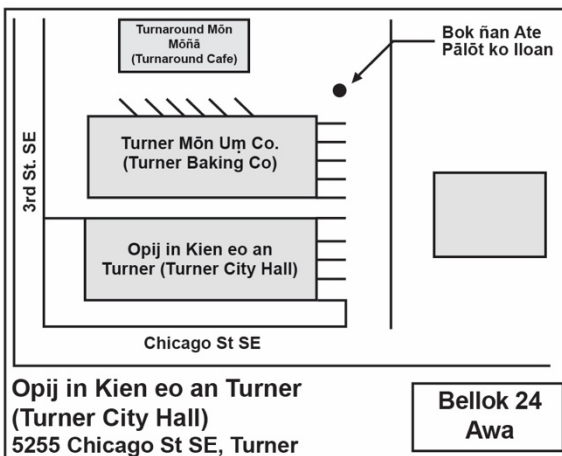 Turnaround Mōn
Mōñā
(Turnaround Cafe)
Bok ñan Ate
Pālōt ko Iloan
3rd St. SE
Turner Mōn Uṃ Co.
(Turner Baking Co)
Opij in Kien eo an
Turner (Turner City Hall)
Chicago St SE
Opij in Kien eo an Turner
(Turner City Hall)
5255 Chicago St SE, Turner
Bellok 24
Awa